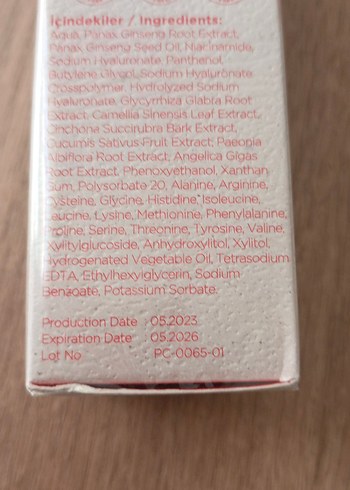 İçindekiler / Ingredients:
Aqua, Panax Ginseng Root Extract,
Panax Ginseng Seed Oil, Niacinamide,
Sodium Hyaluronate, Panthenol,
Butylene Glycol, Sodium Hyaluronate
Crosspolymer, Hydrolyzed Sodium
Hyaluronate, Glycyrrhiza Glabra Root
Extract, Camellia Sinensis Leaf Extract,
Cinchona Succirubra Bark Extract,
Cucumis Sativus Fruit Extract, Paeonia
Albiflora Root Extract, Angelica Gigas
Root Extract, Phenoxyethanol, Xanthan
Gum, Polysorbate 20, Alanine, Arginine,
Cysteine, Glycine, Histidine, Isoleucine,
Leucine, Lysine, Methionine, Phenylalanine,
Proline, Serine, Threonine, Tyrosine, Valine,
Xylitylglucoside, Anhydroxylitol, Xylitol,
Hydrogenated Vegetable Oil, Tetrasodium
EDTA, Ethylhexylglycerin, Sodium
Benzoate, Potassium Sorbate.
Production Date : 05.2023
Expiration Date : 05.2026
Lot No : PC-0065-01